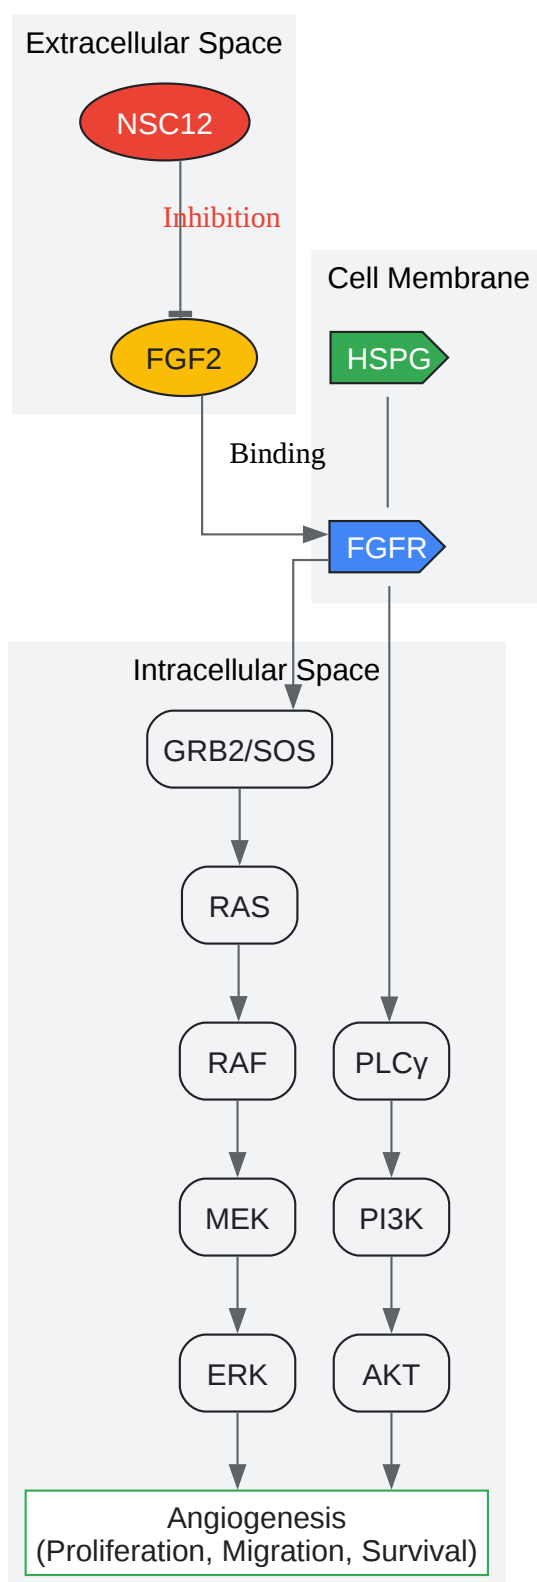 Extracellular Space
NSC12
Inhibition
Cell Membrane
HSPG
FGF2
Binding
FGFR
Intracellular Space
GRB2/SOS
RAS
RAF
PLCγ
MEK
PI3K
ERK
AKT
Angiogenesis
(Proliferation, Migration, Survival)